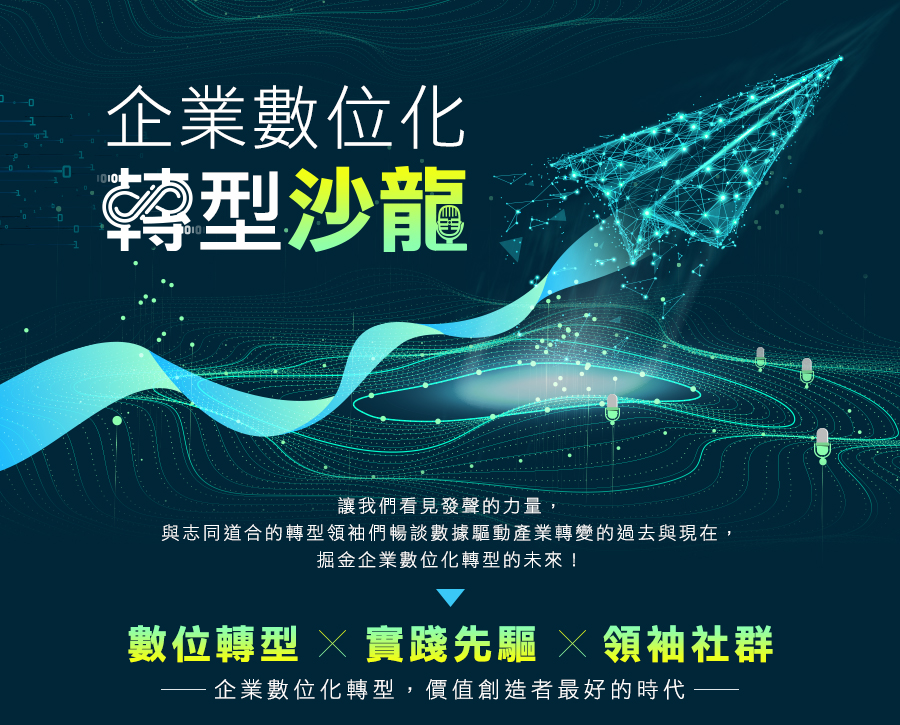 企業數位化
轉型沙龍
讓我們看見發聲的力量，
與志同道合的轉型領袖們暢談數據驅動產業轉變的過去與現在，
掘金企業數位化轉型的未來！
數位轉型 × 實踐先驅 × 領袖社群
企業數位化轉型，價值創造者最好的時代